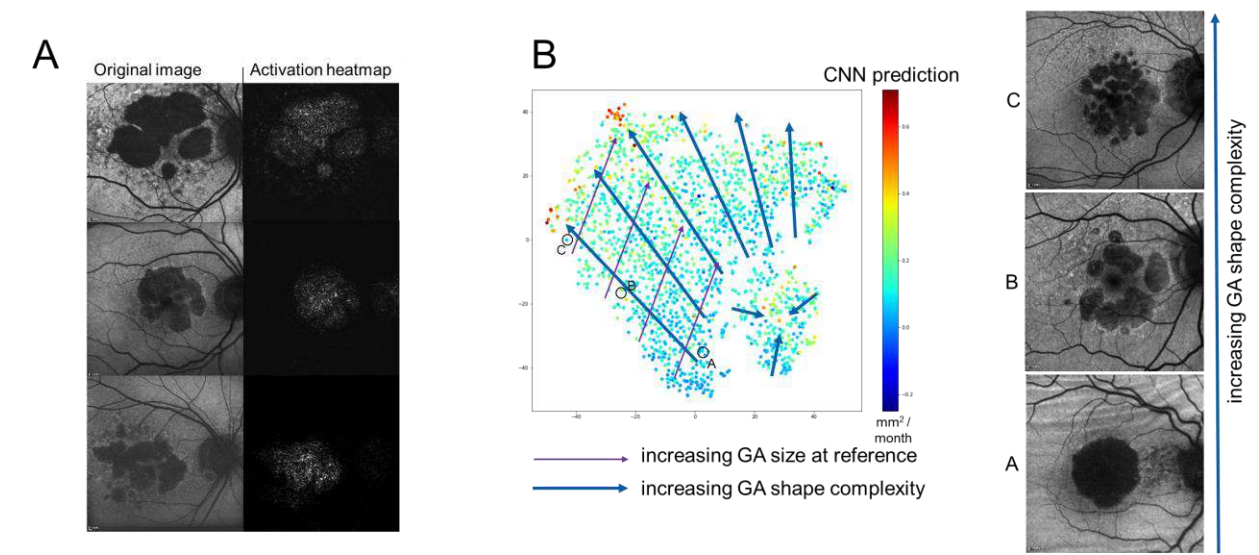 A
Original image
Activation heatmap
B
CNN prediction
40
20
0
-20
-40
-40
-20
0
20
40
C
B
A
0.6
0.4
0.2
0.0
-0.2
mm² /
month
increasing GA size at reference
increasing GA shape complexity
C
B
A
increasing GA shape complexity